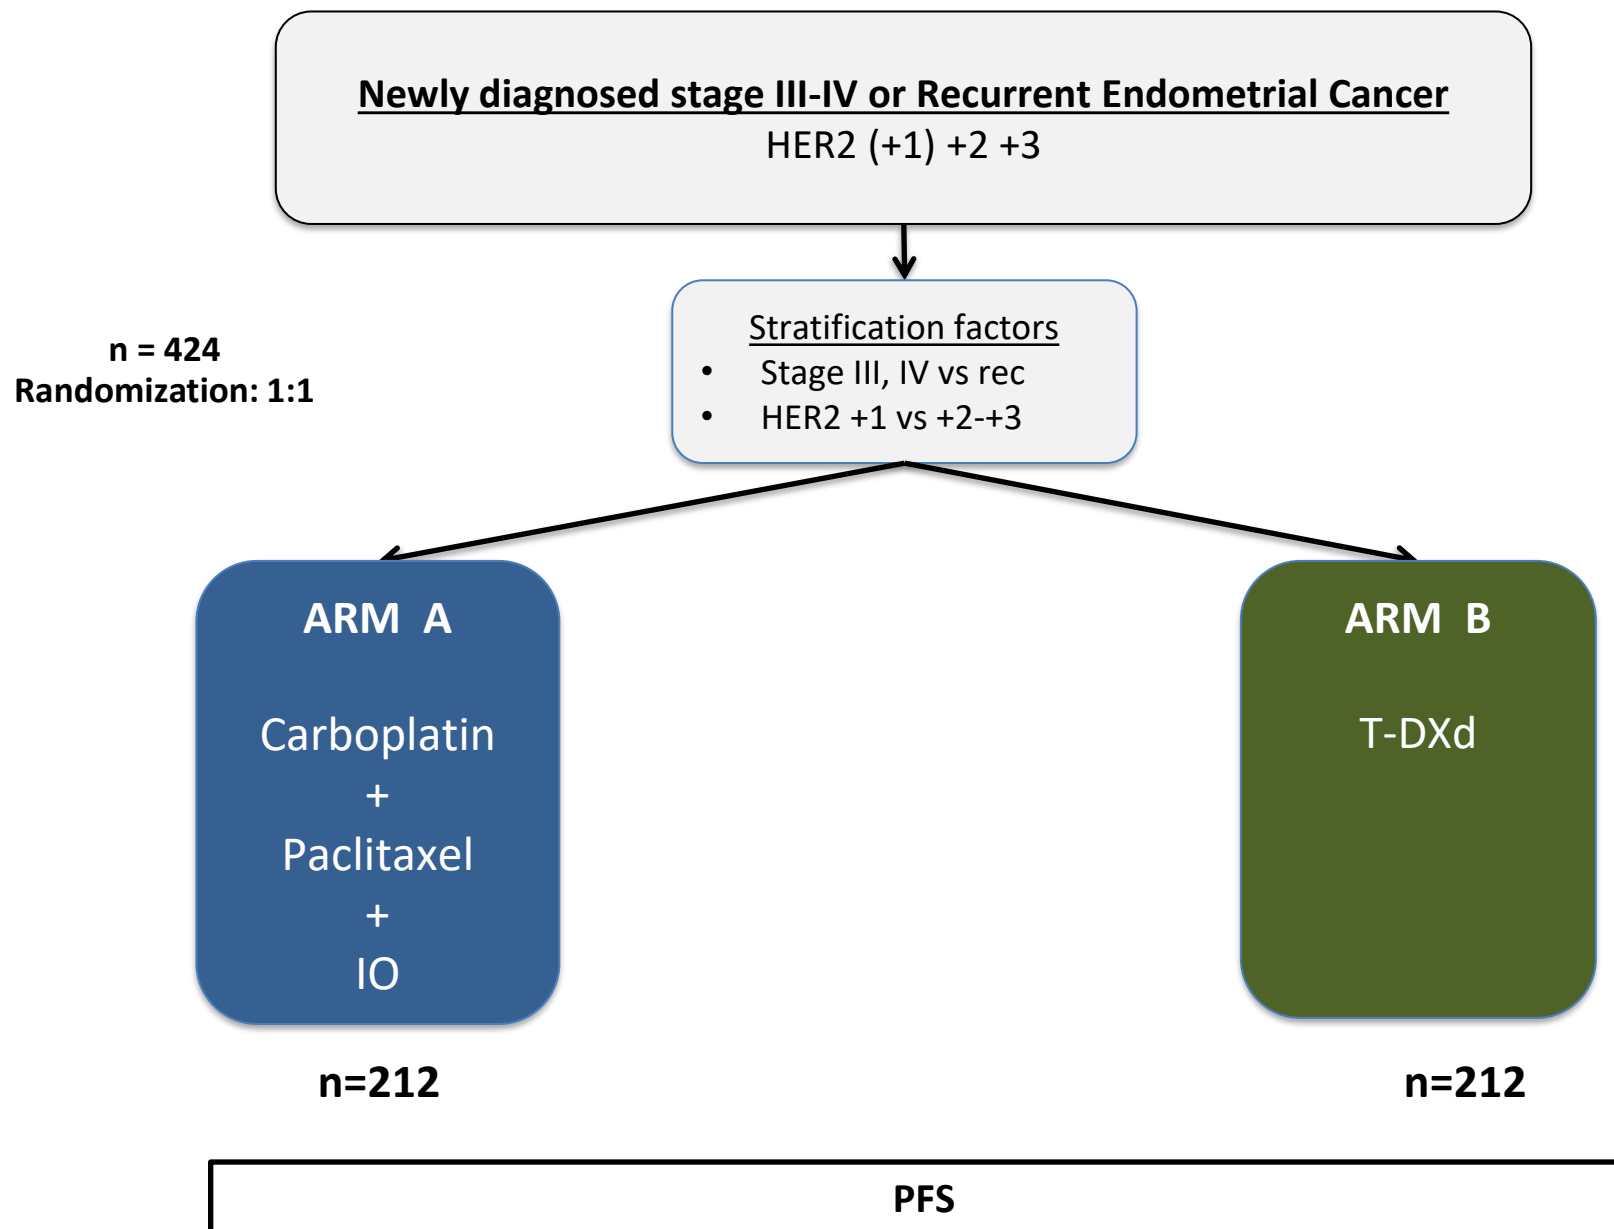 Newly diagnosed stage III-IV or Recurrent Endometrial Cancer
HER2 (+1) +2 +3
n = 424
Randomization: 1:1
Stratification factors
• Stage III, IV vs rec
• HER2 +1 vs +2-+3
ARM A
Carboplatin
+
Paclitaxel
+
IO
n=212
ARM B
T-DXd
n=212
PFS